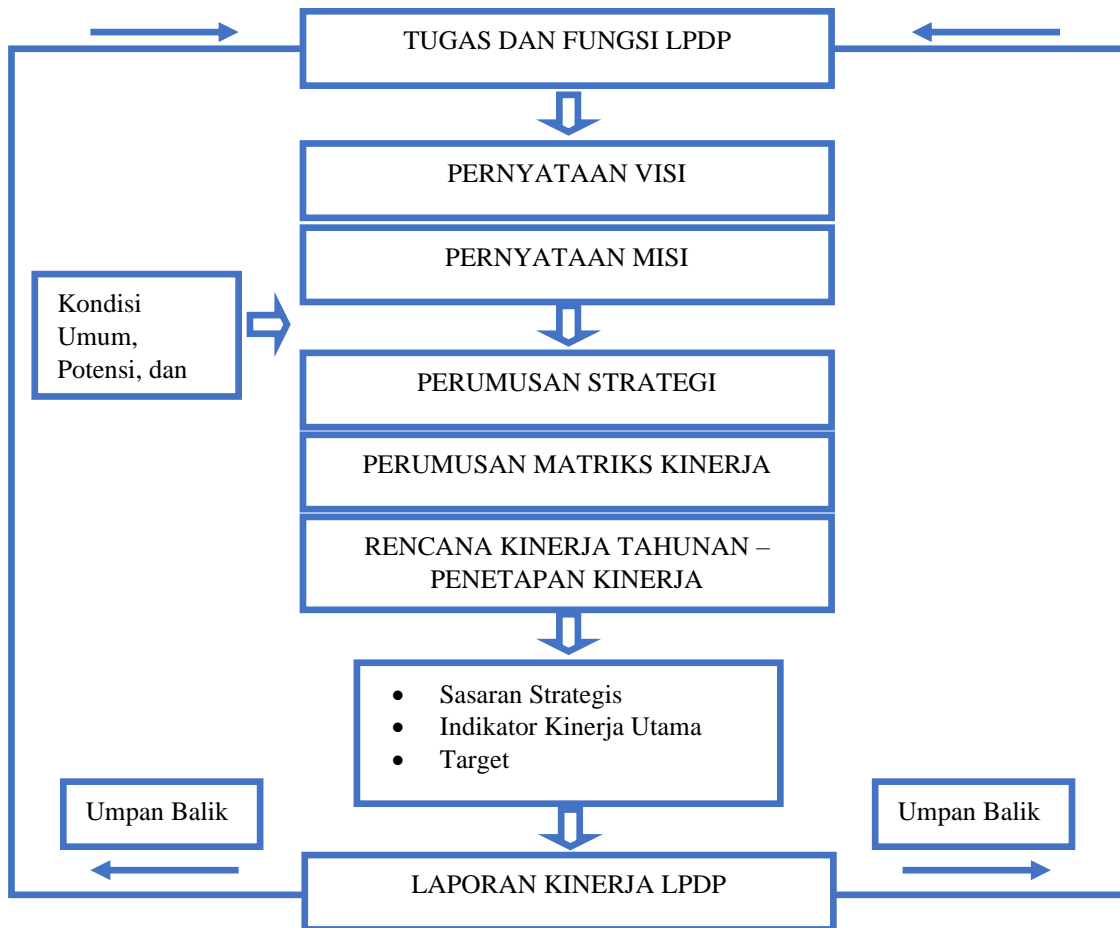 TUGAS DAN FUNGSI LPDP
PERNYATAAN VISI
PERNYATAAN MISI
Kondisi
Umum,
Potensi, dan
PERUMUSAN STRATEGI
PERUMUSAN MATRIKS KINERJA
RENCANA KINERJA TAHUNAN –
PENETAPAN KINERJA
• Sasaran Strategis
• Indikator Kinerja Utama
• Target
Umpan Balik
Umpan Balik
LAPORAN KINERJA LPDP